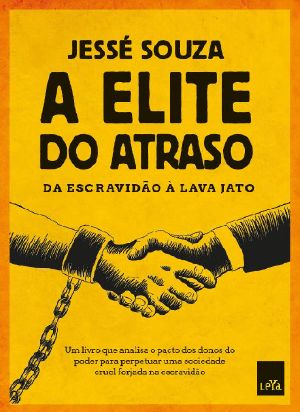 JESSÉ SOUZA
A ELITE
DO ATRASO
DA ESCRAVIDÃO À LAVA JATO
Um livro que analisa o pacto dos donos do
poder para perpetuar uma sociedade
cruel forjada na escravidão
LeYa